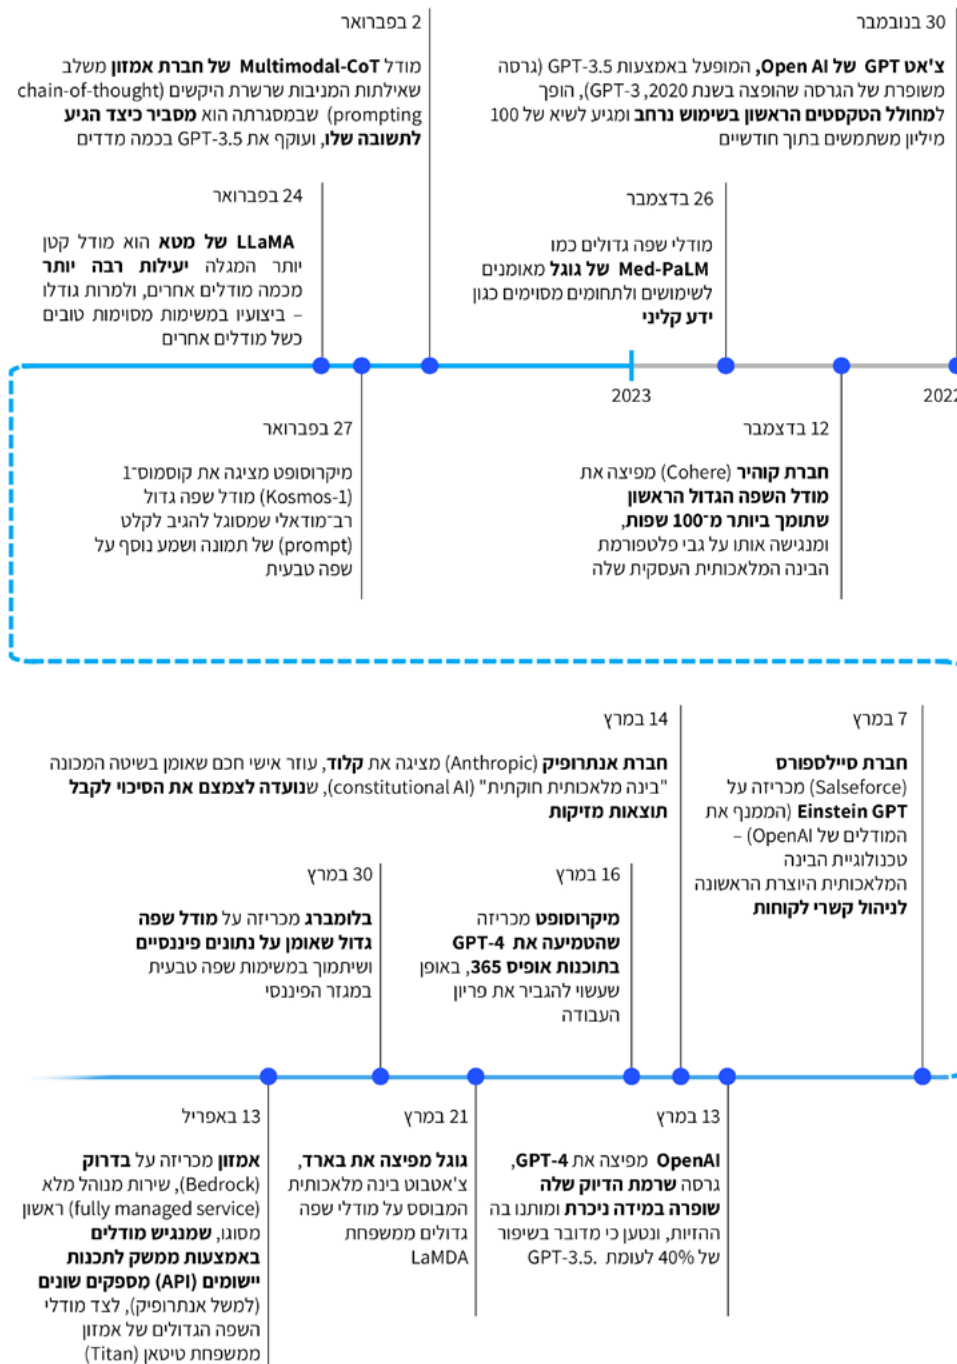 30 בנובמבר
צ'אט GPT של Open AI, המופעל באמצעות GPT-3.5 (גרסה
משופרת של הגרסה שהופצה בשנת 2020, GPT-3), הופך
למחולל הטקסטים הראשון בשימוש נרחב ומגיע לשיא של 100
מיליון משתמשים בתוך חודשיים
2 בפברואר
מודל Multimodal-CoT של חברת אמזון משלב
שאילתות המניבות שרשרת היקשים (chain-of-thought
prompting) שבמסגרתה הוא מסביר כיצד הגיע
לתשובה שלו, ועוקף את GPT-3.5 בכמה מדדים
26 בדצמבר
מודלי שפה גדולים כמו
Med-PaLM של גוגל מאומנים
לשימושים ולתחומים מסוימים כגון
ידע קליני
24 בפברואר
LLaMA של מטא הוא מודל קטן
יותר המגלה יעילות רבה יותר
מכמה מודלים אחרים, ולמרות גודלו
– ביצועיו במשימות מסוימות טובים
כשל מודלים אחרים
2022
2023
12 בדצמבר
חברת קוהיר (Cohere) מפיצה את
מודל השפה הגדול הראשון
שתומך ביותר מ־100 שפות,
ומנגישה אותו על גבי פלטפורמת
הבינה המלאכותית העסקית שלה
27 בפברואר
מיקרוסופט מציגה את קוסמוס־1
(Kosmos-1) מודל שפה גדול
רב־מודאלי שמסוגל להגיב לקלט
(prompt) של תמונה ושמע נוסף על
שפה טבעית
7 במרץ
חברת סיילספורס
(Salseforce) מכריזה על
Einstein GPT (הממנף את
המודלים של OpenAI) –
טכנולוגיית הבינה
המלאכותית היוצרת הראשונה
לניהול קשרי לקוחות
14 במרץ
חברת אנתרופיק (Anthropic) מציגה את קלוד, עוזר אישי חכם שאומן בשיטה המכונה
"בינה מלאכותית חוקתית" (constitutional AI), שנועדה לצמצם את הסיכוי לקבל
תוצאות מזיקות
16 במרץ
מיקרוסופט מכריזה
שהטמיעה את GPT-4
בתוכנות אופיס 365, באופן
שעשוי להגביר את פריון
העבודה
30 במרץ
בלומברג מכריזה על מודל שפה
גדול שאומן על נתונים פיננסיים
ושיתמוך במשימות שפה טבעית
במגזר הפיננסי
13 במרץ
OpenAI מפיצה את GPT-4,
גרסה שרמת הדיוק שלה
שופרה במידה ניכרת ומותנו בה
ההזיות, ונטען כי מדובר בשיפור
של 40% לעומת GPT-3.5.
21 במרץ
גוגל מפיצה את בארד,
צ'אטבוט בינה מלאכותית
המבוסס על מודלי שפה
גדולים ממשפחת
LaMDA
13 באפריל
אמזון מכריזה על בדרוק
(Bedrock), שירות מנוהל מלא
(fully managed service) ראשון
מסוגו, שמנגיש מודלים
באמצעות ממשק לתכנות
יישומים (API) מספקים שונים
(למשל אנתרופיק), לצד מודלי
השפה הגדולים של אמזון
ממשפחת טיטאן (Titan)